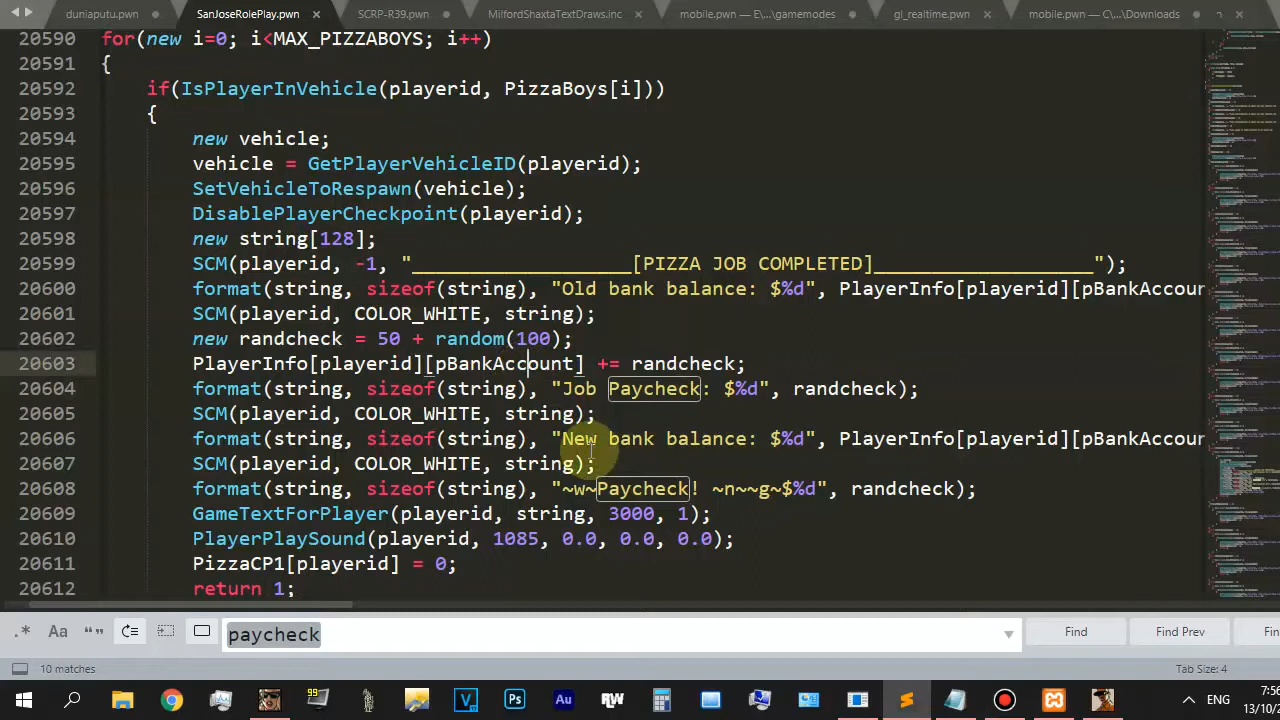 duniaputu.pwn SanJoseRolePlay.pwn × SCRP-R39.pwn MilfordShaxtaTextDraws.inc mobile.pwn — E\...\gamemodes gl_realtime.pwn mobile.pwn — C\...\Downloads
20590 for(new i=0; i<MAX_PIZZABOYS; i++)
20591 {
20592 if(IsPlayerInVehicle(playerid, PizzaBoys[i]))
20593 {
20594 new vehicle;
20595 vehicle = GetPlayerVehicleID(playerid);
20596 SetVehicleToRespawn(vehicle);
20597 DisablePlayerCheckpoint(playerid);
20598 new string[128];
20599 SCM(playerid, -1, "___________________[PIZZA JOB COMPLETED]___________________");
20600 format(string, sizeof(string), "Old bank balance: $%d", PlayerInfo[playerid][pBankAccour
20601 SCM(playerid, COLOR_WHITE, string);
20602 new randcheck = 50 + random(100);
20603 PlayerInfo[playerid][pBankAccount] += randcheck;
20604 format(string, sizeof(string), "Job Paycheck: $%d", randcheck);
20605 SCM(playerid, COLOR_WHITE, string);
20606 format(string, sizeof(string), "New bank balance: $%d", PlayerInfo[playerid][pBankAccour
20607 SCM(playerid, COLOR_WHITE, string);
20608 format(string, sizeof(string), "~w~Paycheck! ~n~~g~$%d", randcheck);
20609 GameTextForPlayer(playerid, string, 3000, 1);
20610 PlayerPlaySound(playerid, 1085, 0.0, 0.0, 0.0);
20611 PizzaCP1[playerid] = 0;
20612 return 1;
.* Aa “” paycheck Find Find Prev Fin
10 matches Tab Size: 4
99 V Ps Au RW ENG 7:56
13/10/2